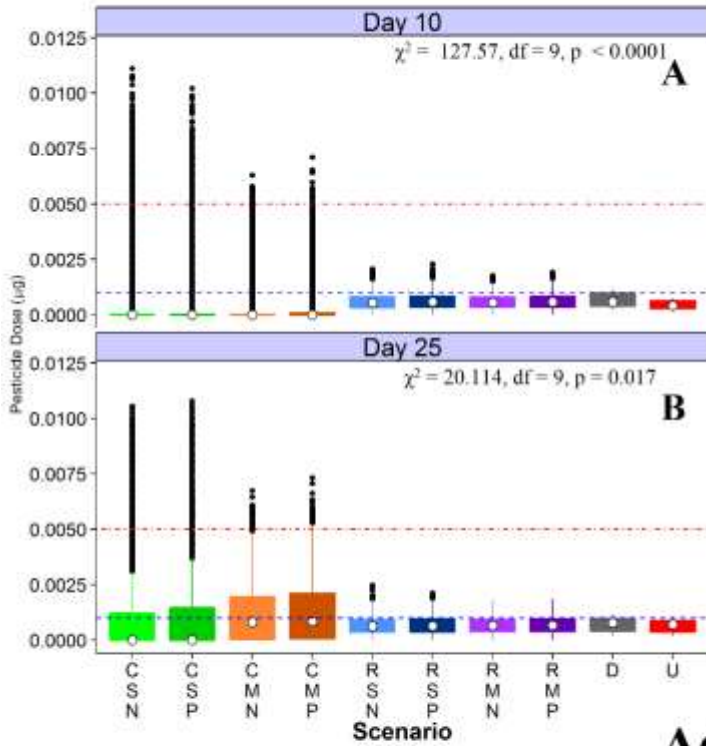 Day 10
χ² = 127.57, df = 9, p < 0.0001
A
0.0125
0.0100
0.0075
0.0050
0.0025
0.0000
Pesticide Dose (µg)
Day 25
χ² = 20.114, df = 9, p = 0.017
B
0.0125
0.0100
0.0075
0.0050
0.0025
0.0000
C C C C R R R R D U
S S M M S S M M
N P N P N P N P
Scenario